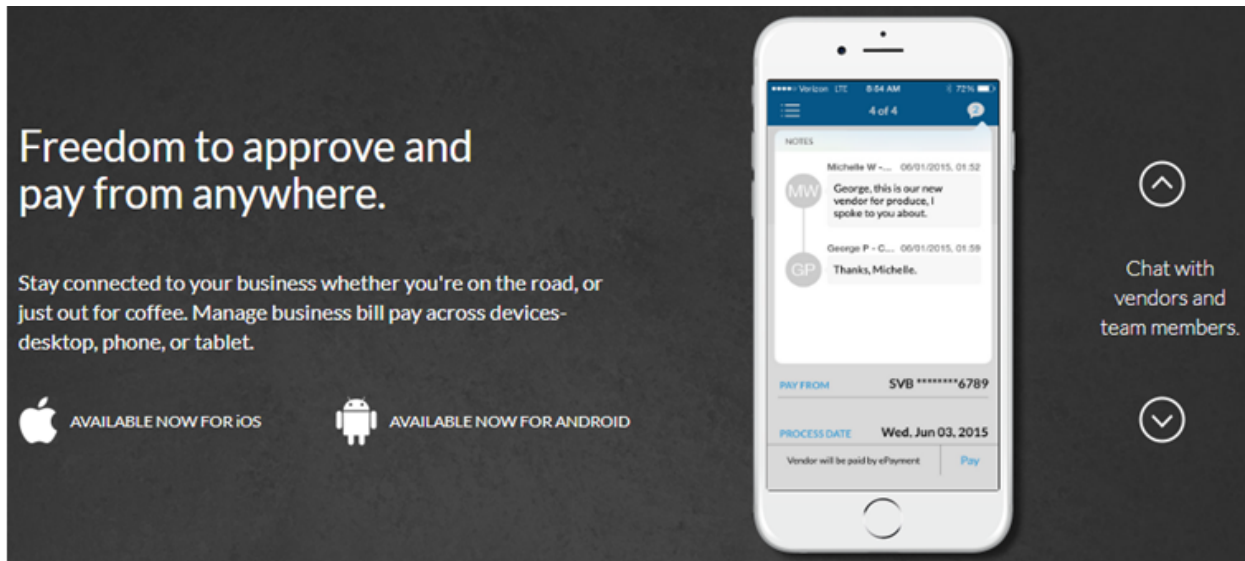 Freedom to approve and
pay from anywhere.
Stay connected to your business whether you're on the road, or
just out for coffee. Manage business bill pay across devices-
desktop, phone, or tablet.
AVAILABLE NOW FOR iOS
AVAILABLE NOW FOR ANDROID
Verizon LTE 8:54 AM 72%
4 of 4 2
NOTES
Michelle W -... 06/01/2015, 01:52
MW
George, this is our new
vendor for produce, I
spoke to you about.
George P - C... 06/01/2015, 01:59
GP
Thanks, Michelle.
PAY FROM SVB ********6789
PROCESS DATE Wed, Jun 03, 2015
Vendor will be paid by ePayment Pay
Chat with
vendors and
team members.